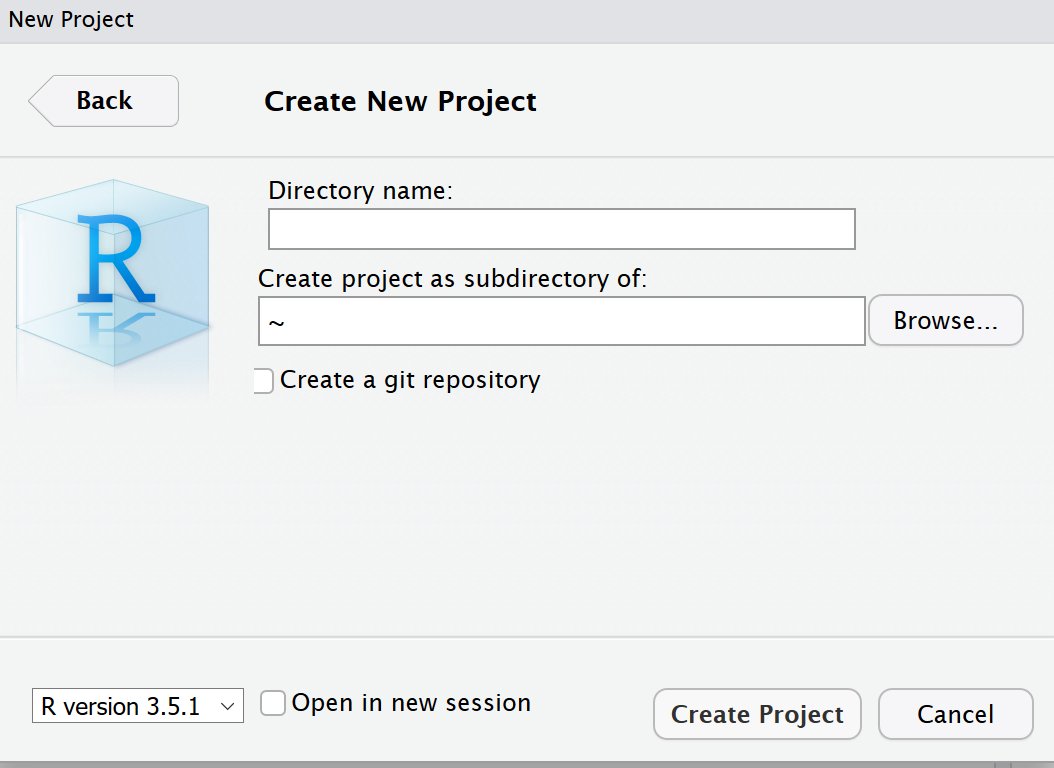 New Project
Back
Create New Project
R
Directory name:
Create project as subdirectory of:
~
Browse...
Create a git repository
R version 3.5.1
Open in new session
Create Project
Cancel